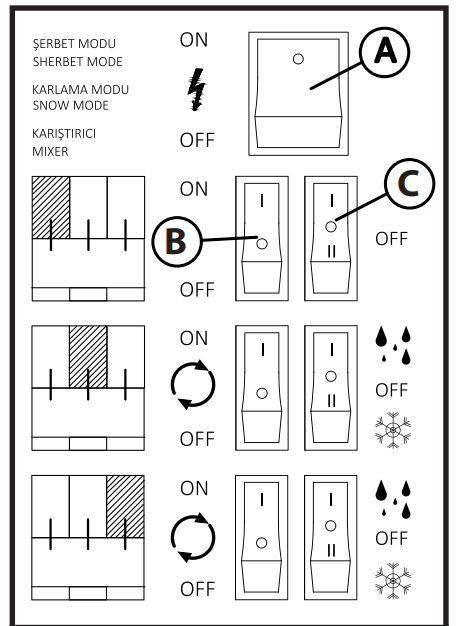 ŞERBET MODU
SHERBET MODE
KARLAMA MODU
SNOW MODE
KARIŞTIRICI
MIXER
ON
OFF
A
ON
OFF
I
B
I
II
C
OFF
ON
OFF
I
I
II
OFF
ON
OFF
I
I
II
OFF